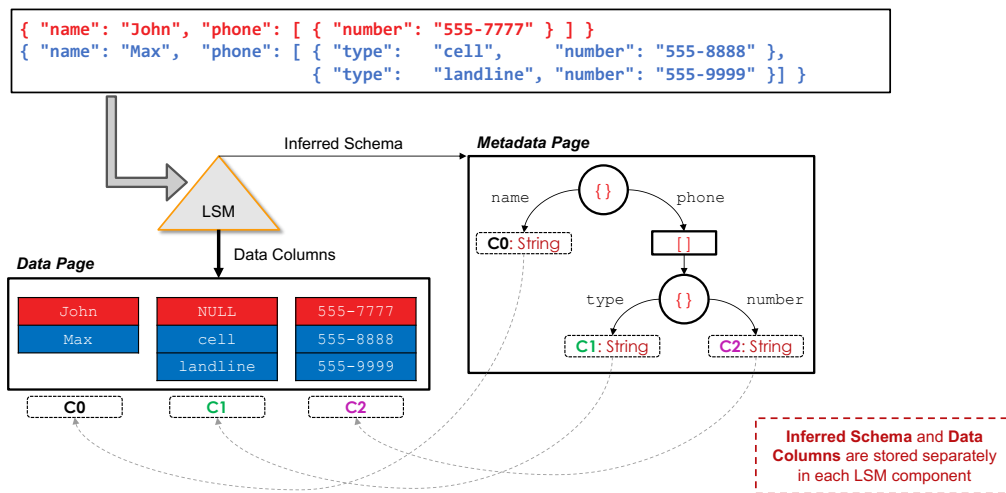 { "name": "John", "phone": [ { "number": "555-7777" } ] }
{ "name": "Max",  "phone": [ { "type":   "cell",     "number": "555-8888" },
{ "type":   "landline", "number": "555-9999" }] }
Inferred Schema
Metadata Page
{ }
name
phone
LSM
C0: String
[ ]
Data Columns
Data Page
type
{ }
number
John
NULL
555-7777
Max
cell
555-8888
C1: String
C2: String
landline
555-9999
C0
C1
C2
Inferred Schema and Data
Columns are stored separately
in each LSM component